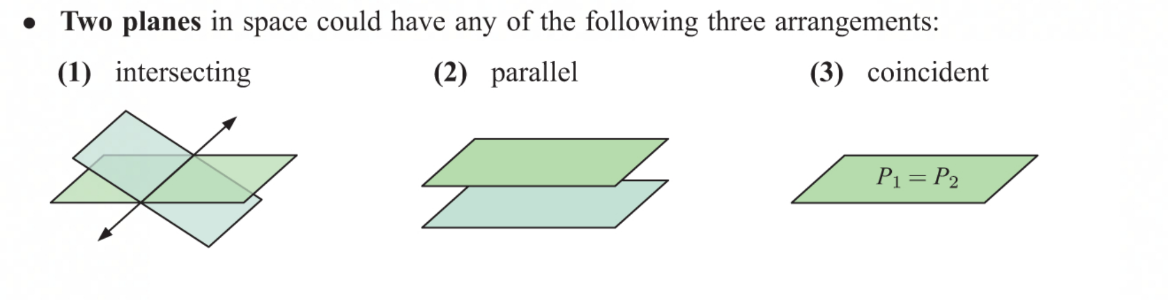 • Two planes in space could have any of the following three arrangements:
(1) intersecting (2) parallel (3) coincident
P₁ = P₂